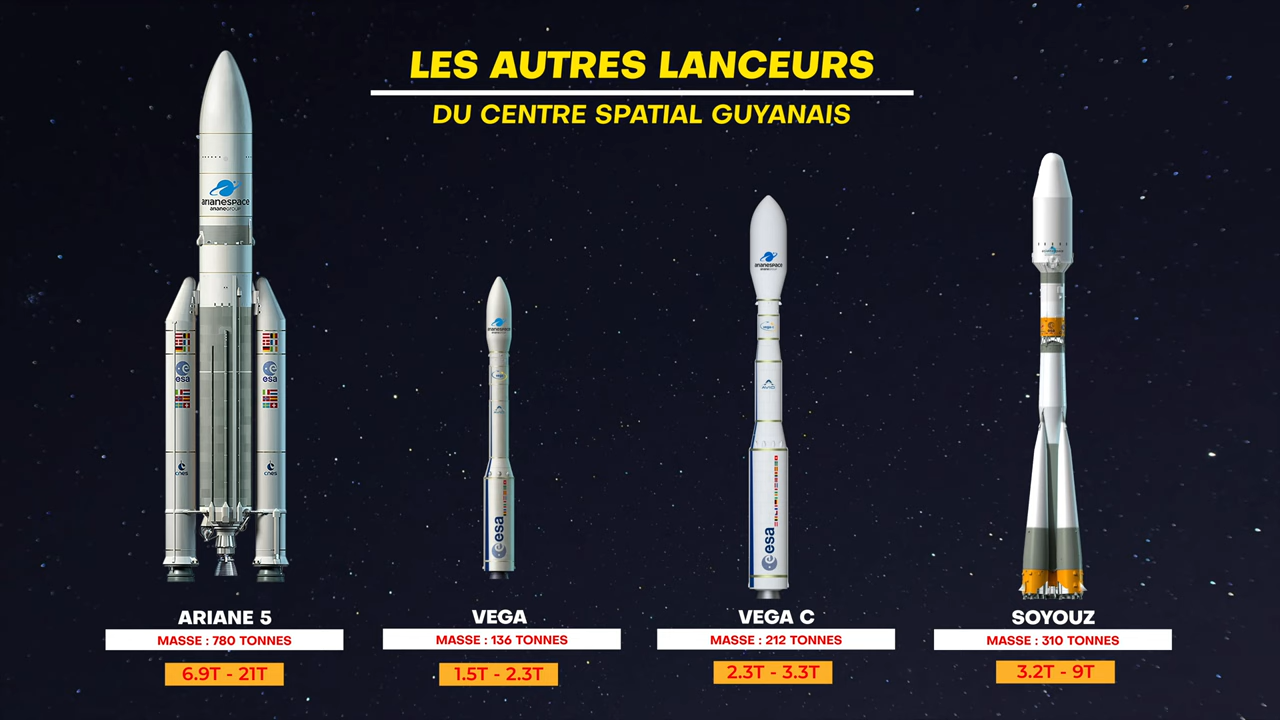 LES AUTRES LANCEURS
DU CENTRE SPATIAL GUYANAIS
arianespace
arianeGROUP
esa
esa
cnes
cnes
arianespace
esa
arianespace
arianeGROUP
AVIO
esa
ARIANE 5
MASSE : 780 TONNES
6.9T - 21T
VEGA
MASSE : 136 TONNES
1.5T - 2.3T
VEGA C
MASSE : 212 TONNES
2.3T - 3.3T
SOYOUZ
MASSE : 310 TONNES
3.2T - 9T